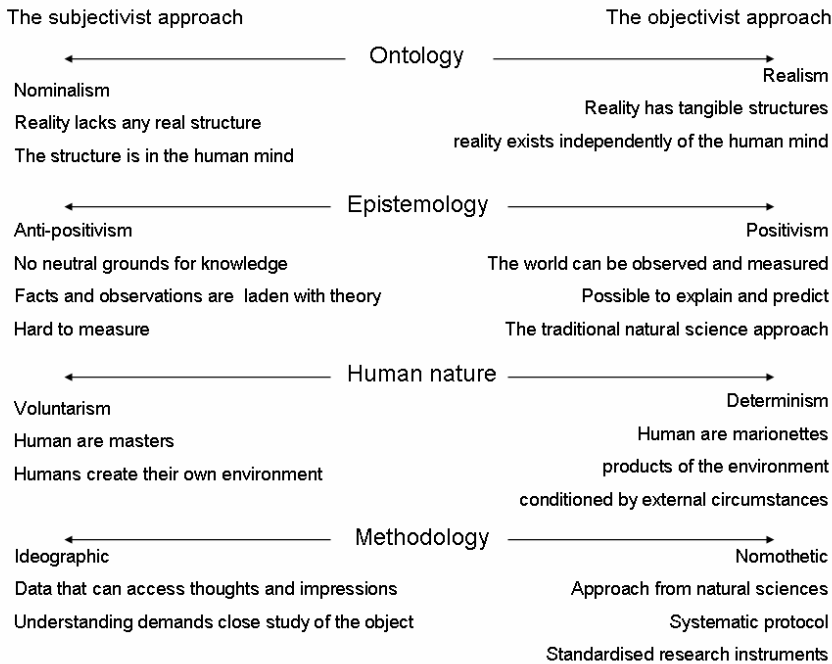 The subjectivist approach
The objectivist approach
Ontology
Nominalism
Reality lacks any real structure
The structure is in the human mind
Realism
Reality has tangible structures
reality exists independently of the human mind
Epistemology
Anti-positivism
No neutral grounds for knowledge
Facts and observations are laden with theory
Hard to measure
Positivism
The world can be observed and measured
Possible to explain and predict
The traditional natural science approach
Human nature
Voluntarism
Human are masters
Humans create their own environment
Determinism
Human are marionettes
products of the environment
conditioned by external circumstances
Methodology
Ideographic
Data that can access thoughts and impressions
Understanding demands close study of the object
Nomothetic
Approach from natural sciences
Systematic protocol
Standardised research instruments